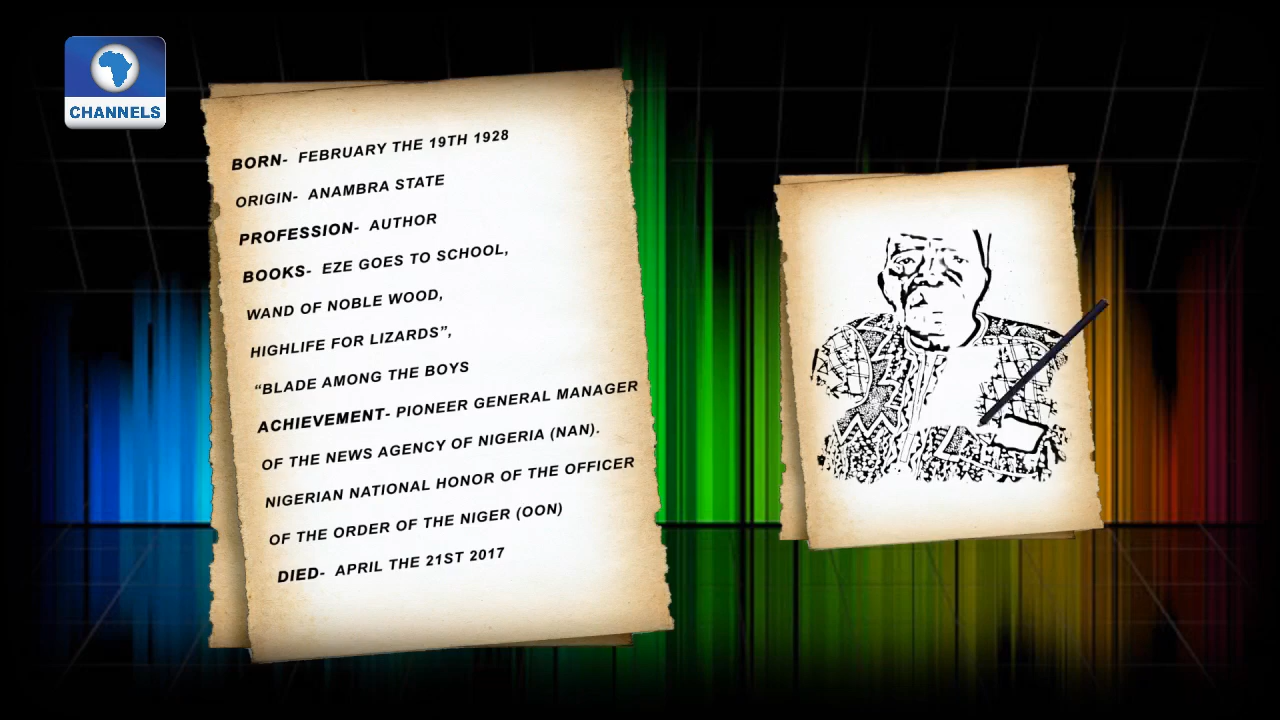 CHANNELS
BORN- FEBRUARY THE 19TH 1928
ORIGIN- ANAMBRA STATE
PROFESSION- AUTHOR
BOOKS- EZE GOES TO SCHOOL,
WAND OF NOBLE WOOD,
HIGHLIFE FOR LIZARDS”,
“BLADE AMONG THE BOYS
ACHIEVEMENT- PIONEER GENERAL MANAGER
OF THE NEWS AGENCY OF NIGERIA (NAN).
NIGERIAN NATIONAL HONOR OF THE OFFICER
OF THE ORDER OF THE NIGER (OON)
DIED- APRIL THE 21ST 2017